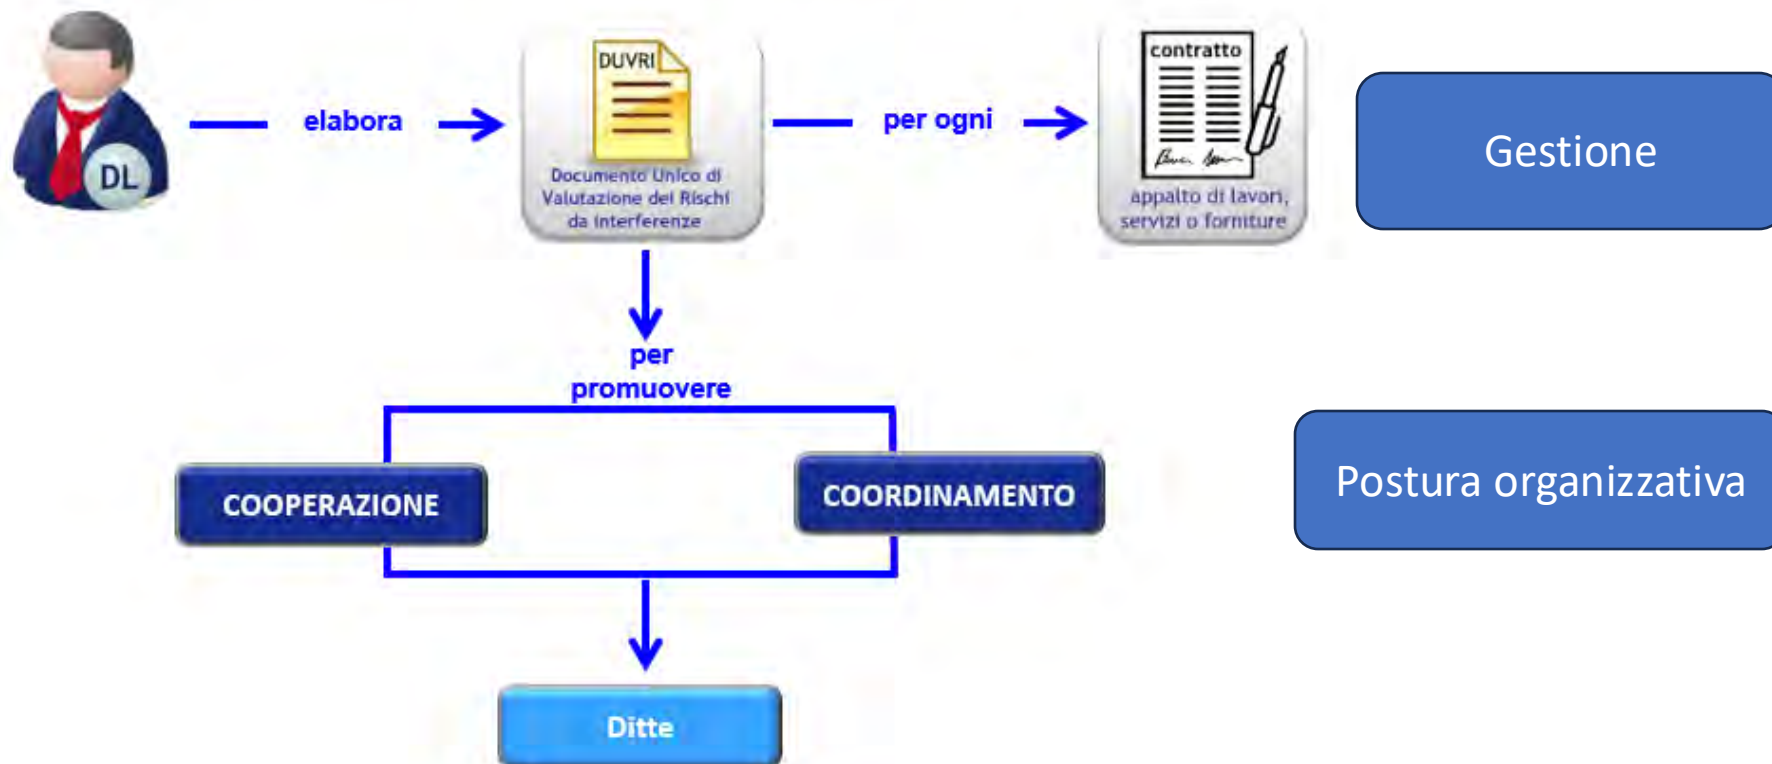 DL
elabora
DUVRI
Documento Unico di
Valutazione dei Rischi
da interferenze
per ogni
contratto
appalto di lavori,
servizi o forniture
Gestione
per
promuovere
COOPERAZIONE
COORDINAMENTO
Postura organizzativa
Ditte